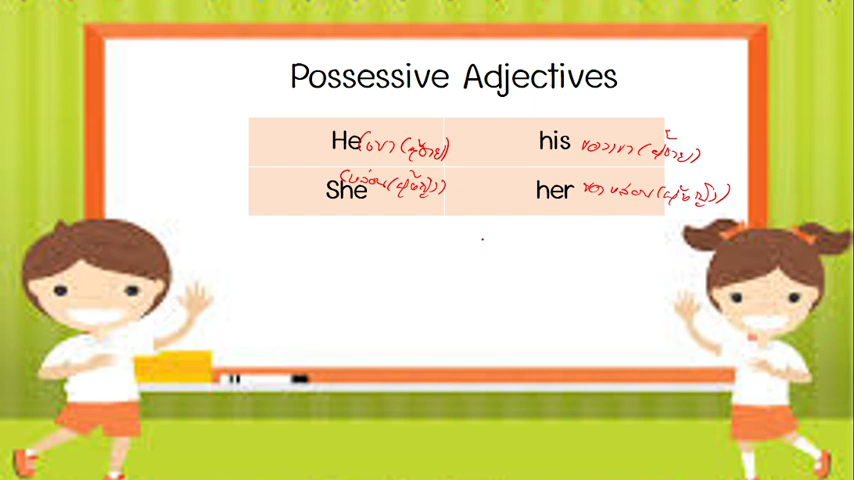 Possessive Adjectives
He เขา (ผู้ชาย) his ของเขา (ผู้ชาย)
She หล่อน (ผู้หญิง) her ของหล่อน (ผู้หญิง)